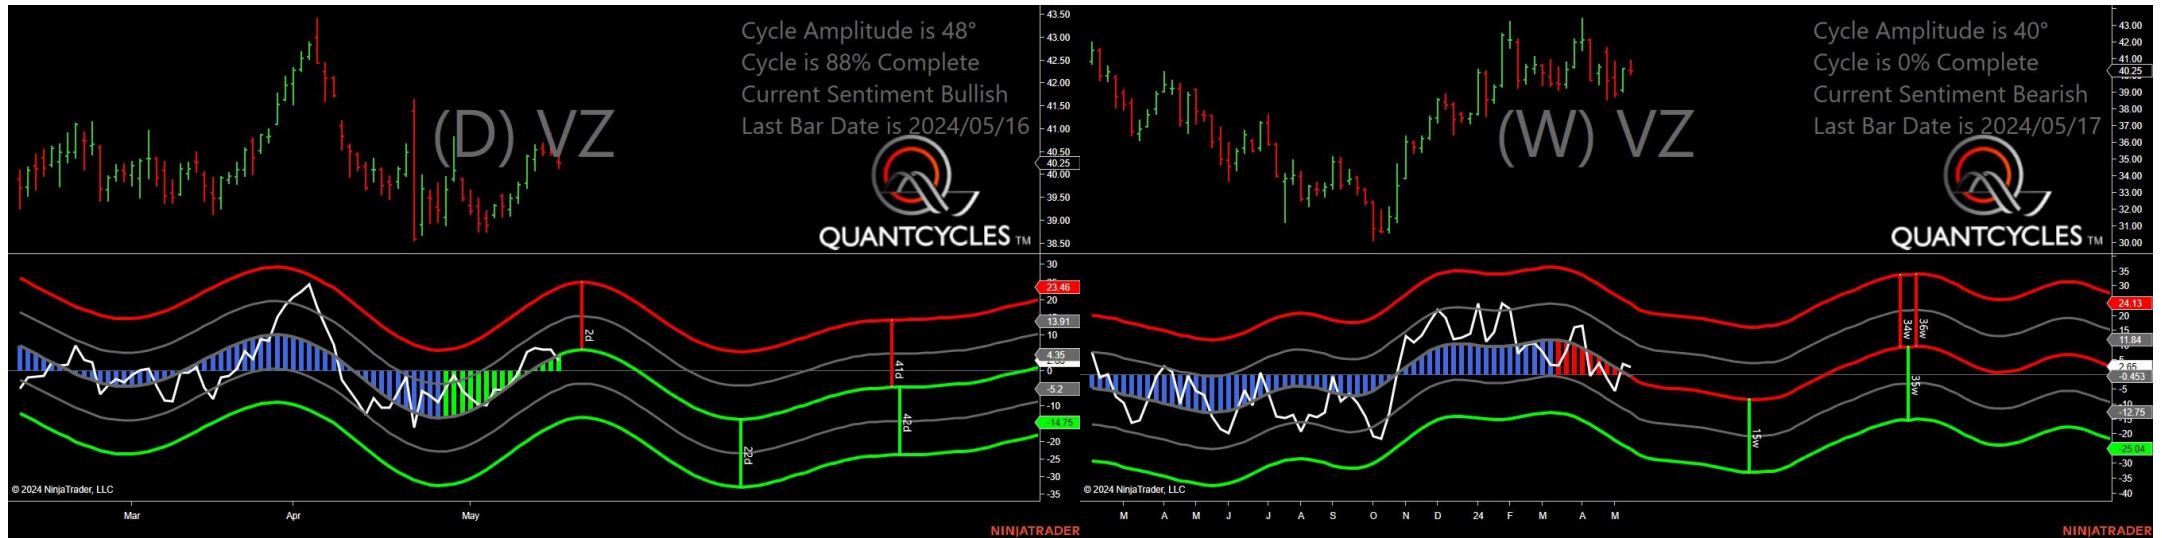 Cycle Amplitude is 48°
Cycle is 88% Complete
Current Sentiment Bullish
Last Bar Date is 2024/05/16
(D) VZ
QUANTCYCLES TM
43.50
43.00
42.50
42.00
41.50
41.00
40.50
40.25
40.00
39.50
39.00
38.50
30
23.46
20
13.91
10
4.35
0
-5.2
-10
-14.75
-20
-25
-30
-35
2d
22d
41d
42d
© 2024 NinjaTrader, LLC
Mar
Apr
May
NINJATRADER
Cycle Amplitude is 40°
Cycle is 0% Complete
Current Sentiment Bearish
Last Bar Date is 2024/05/17
(W) VZ
QUANTCYCLES TM
43.00
42.00
41.00
40.25
39.00
38.00
37.00
36.00
35.00
34.00
33.00
32.00
31.00
30.00
35
30
24.13
20
15
11.84
2.65
-0.453
-5
-12.75
-15
-20
-25.04
-30
-35
-40
15w
34w
35w
36w
© 2024 NinjaTrader, LLC
M
A
M
J
J
A
S
O
N
D
24
F
M
A
M
NINJATRADER